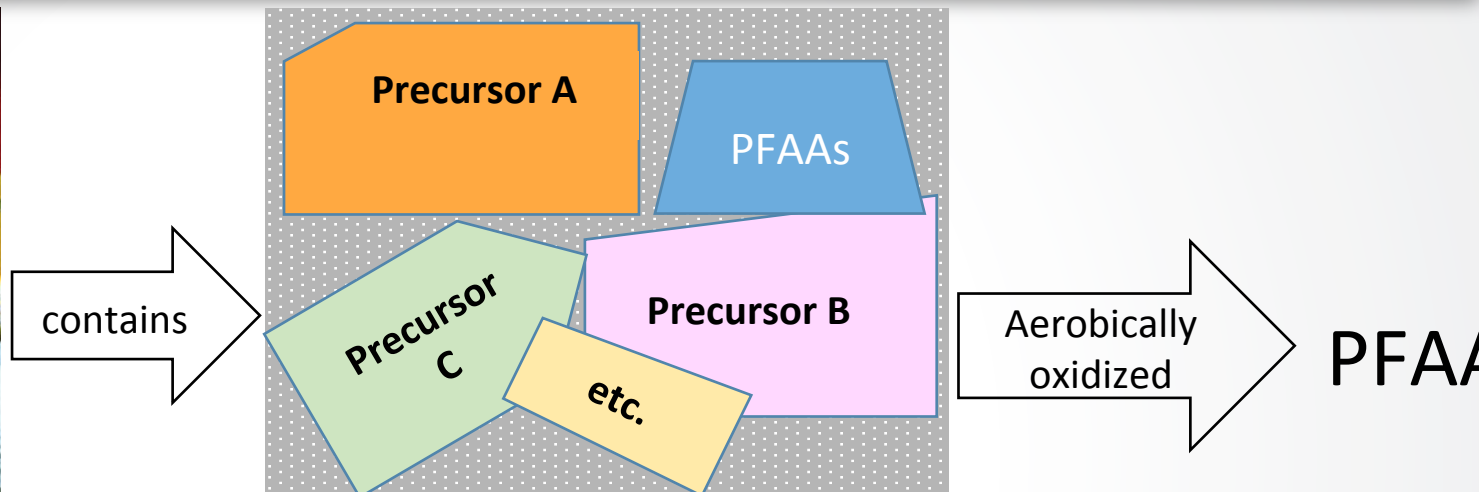 Precursor A
PFAAs
contains
Precursor
C
Precursor B
etc.
Aerobically
oxidized